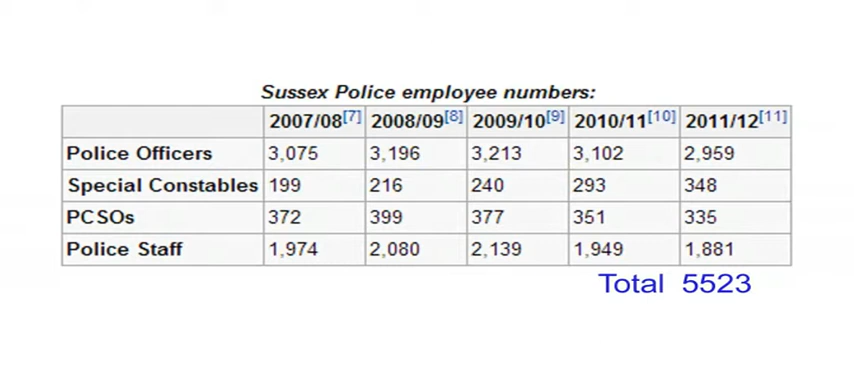 Sussex Police employee numbers:
2007/08[7] 2008/09[8] 2009/10[9] 2010/11[10] 2011/12[11]
Police Officers 3,075 3,196 3,213 3,102 2,959
Special Constables 199 216 240 293 348
PCSOs 372 399 377 351 335
Police Staff 1,974 2,080 2,139 1,949 1,881
Total 5523